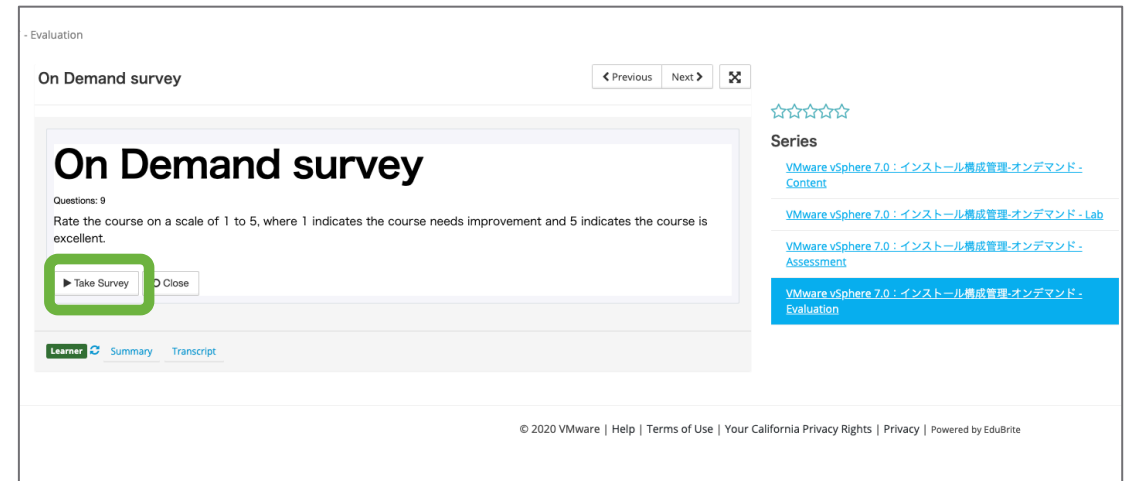 - Evaluation
On Demand survey
Previous Next
On Demand survey
Questions: 9
Rate the course on a scale of 1 to 5, where 1 indicates the course needs improvement and 5 indicates the course is
excellent.
Take Survey Close
Learner Summary Transcript
Series
VMware vSphere 7.0：インストール構成管理-オンデマンド -
Content
VMware vSphere 7.0：インストール構成管理-オンデマンド - Lab
VMware vSphere 7.0：インストール構成管理-オンデマンド -
Assessment
VMware vSphere 7.0：インストール構成管理-オンデマンド -
Evaluation
© 2020 VMware | Help | Terms of Use | Your California Privacy Rights | Privacy | Powered by EduBrite